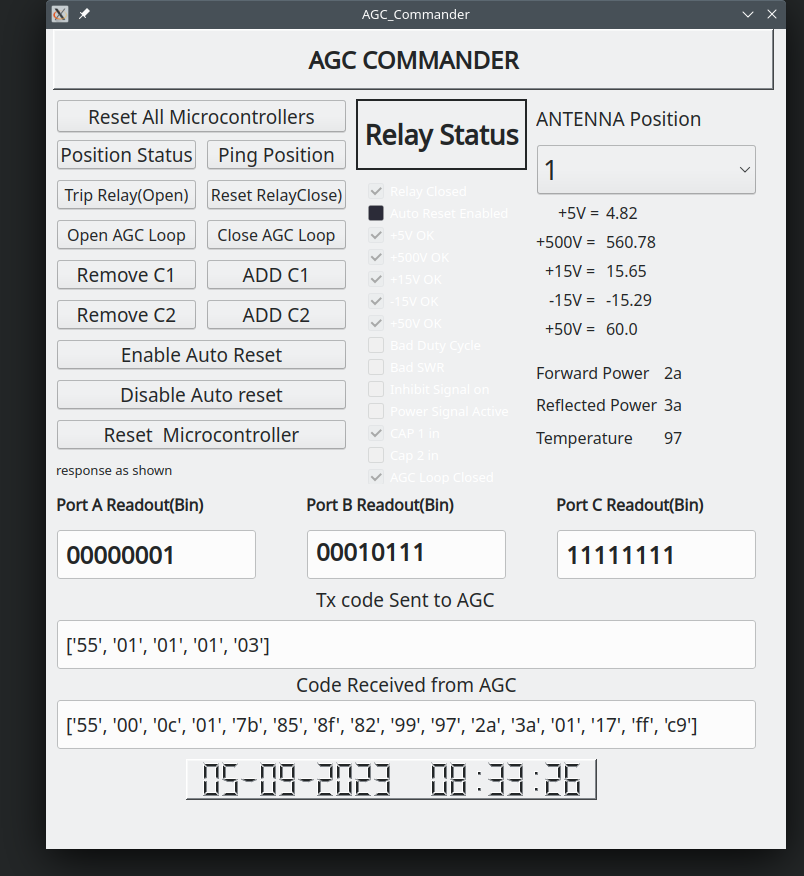 AGC_Commander
AGC COMMANDER
Reset All Microcontrollers
Position Status Ping Position
Trip Relay(Open) Reset RelayClose)
Open AGC Loop Close AGC Loop
Remove C1 ADD C1
Remove C2 ADD C2
Enable Auto Reset
Disable Auto reset
Reset  Microcontroller
response as shown
Relay Status
Relay Closed
Auto Reset Enabled
+5V OK
+500V OK
+15V OK
-15V OK
+50V OK
Bad Duty Cycle
Bad SWR
Inhibit Signal on
Power Signal Active
CAP 1 in
Cap 2 in
AGC Loop Closed
ANTENNA Position
1
+5V = 4.82
+500V = 560.78
+15V = 15.65
-15V = -15.29
+50V = 60.0
Forward Power 2a
Reflected Power 3a
Temperature 97
Port A Readout(Bin) Port B Readout(Bin) Port C Readout(Bin)
00000001 00010111 11111111
Tx code Sent to AGC
['55', '01', '01', '01', '03']
Code Received from AGC
['55', '00', '0c', '01', '7b', '85', '8f', '82', '99', '97', '2a', '3a', '01', '17', 'ff', 'c9']
05-09-2023 08:33:26